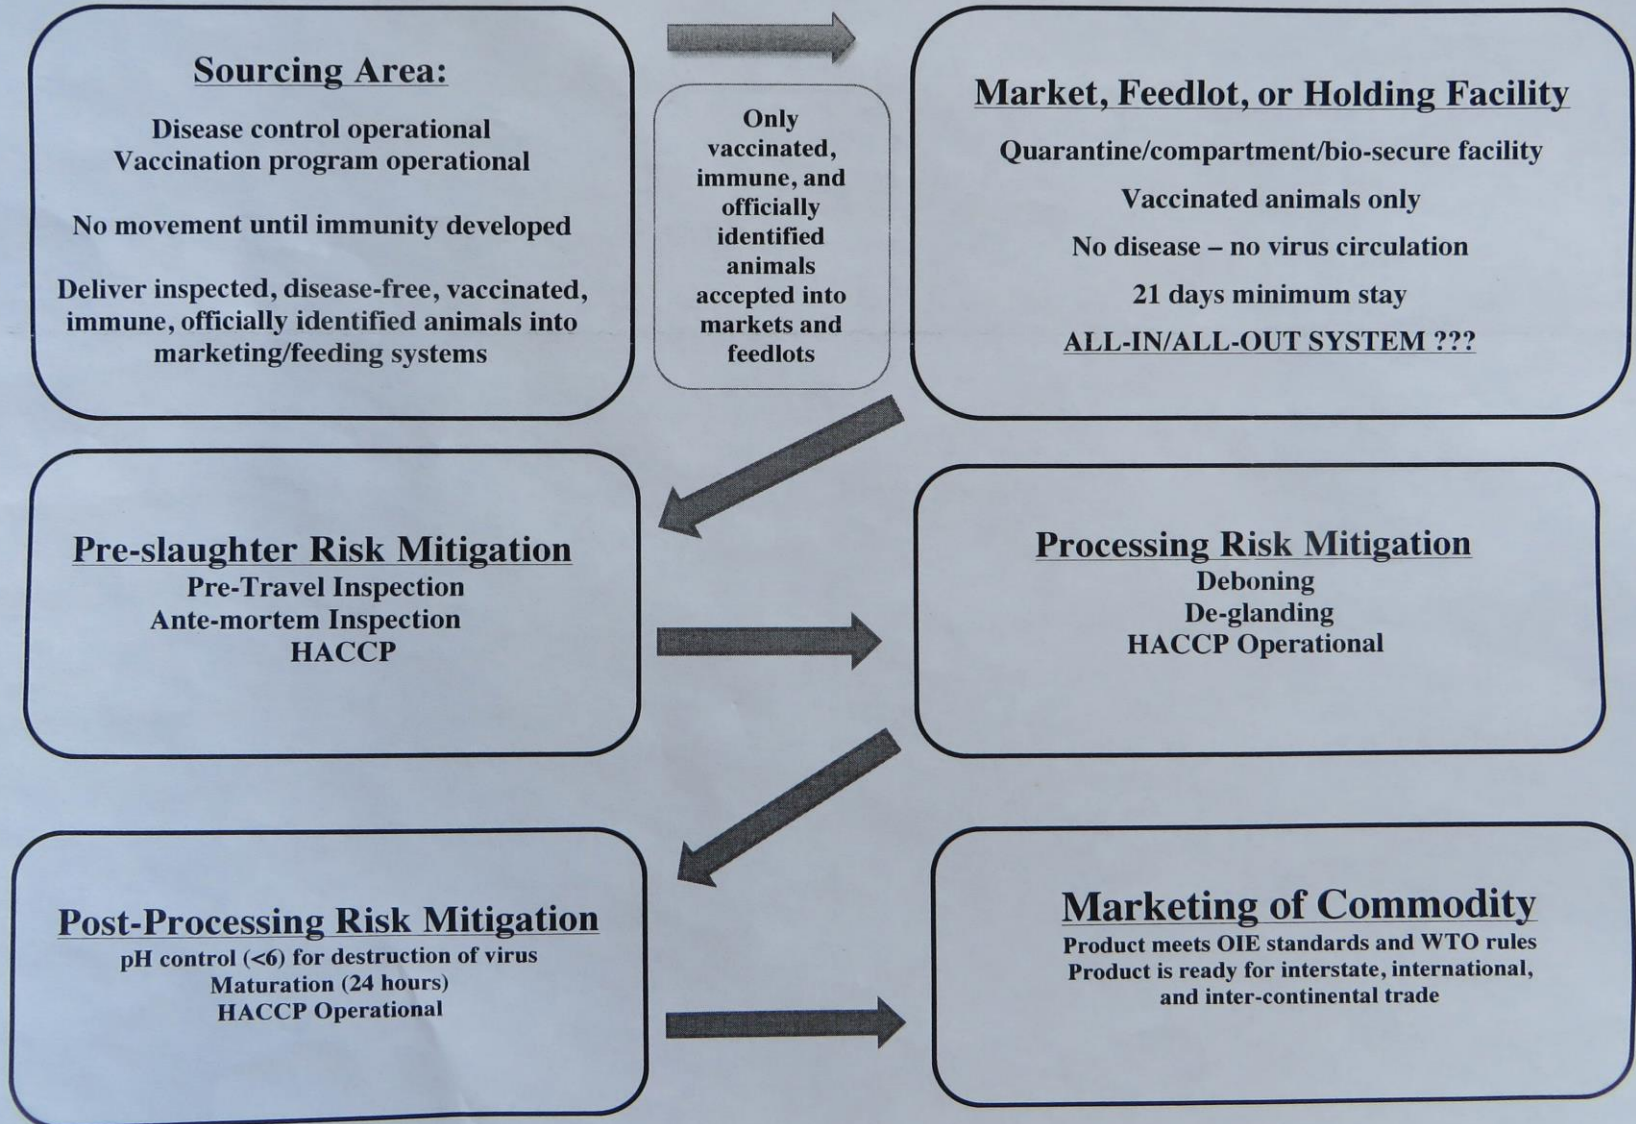 Sourcing Area:
Disease control operational
Vaccination program operational
No movement until immunity developed
Deliver inspected, disease-free, vaccinated,
immune, officially identified animals into
marketing/feeding systems
Only
vaccinated,
immune, and
officially
identified
animals
accepted into
markets and
feedlots
Market, Feedlot, or Holding Facility
Quarantine/compartment/bio-secure facility
Vaccinated animals only
No disease – no virus circulation
21 days minimum stay
ALL-IN/ALL-OUT SYSTEM ???
Pre-slaughter Risk Mitigation
Pre-Travel Inspection
Ante-mortem Inspection
HACCP
Processing Risk Mitigation
Deboning
De-glanding
HACCP Operational
Post-Processing Risk Mitigation
pH control (<6) for destruction of virus
Maturation (24 hours)
HACCP Operational
Marketing of Commodity
Product meets OIE standards and WTO rules
Product is ready for interstate, international,
and inter-continental trade